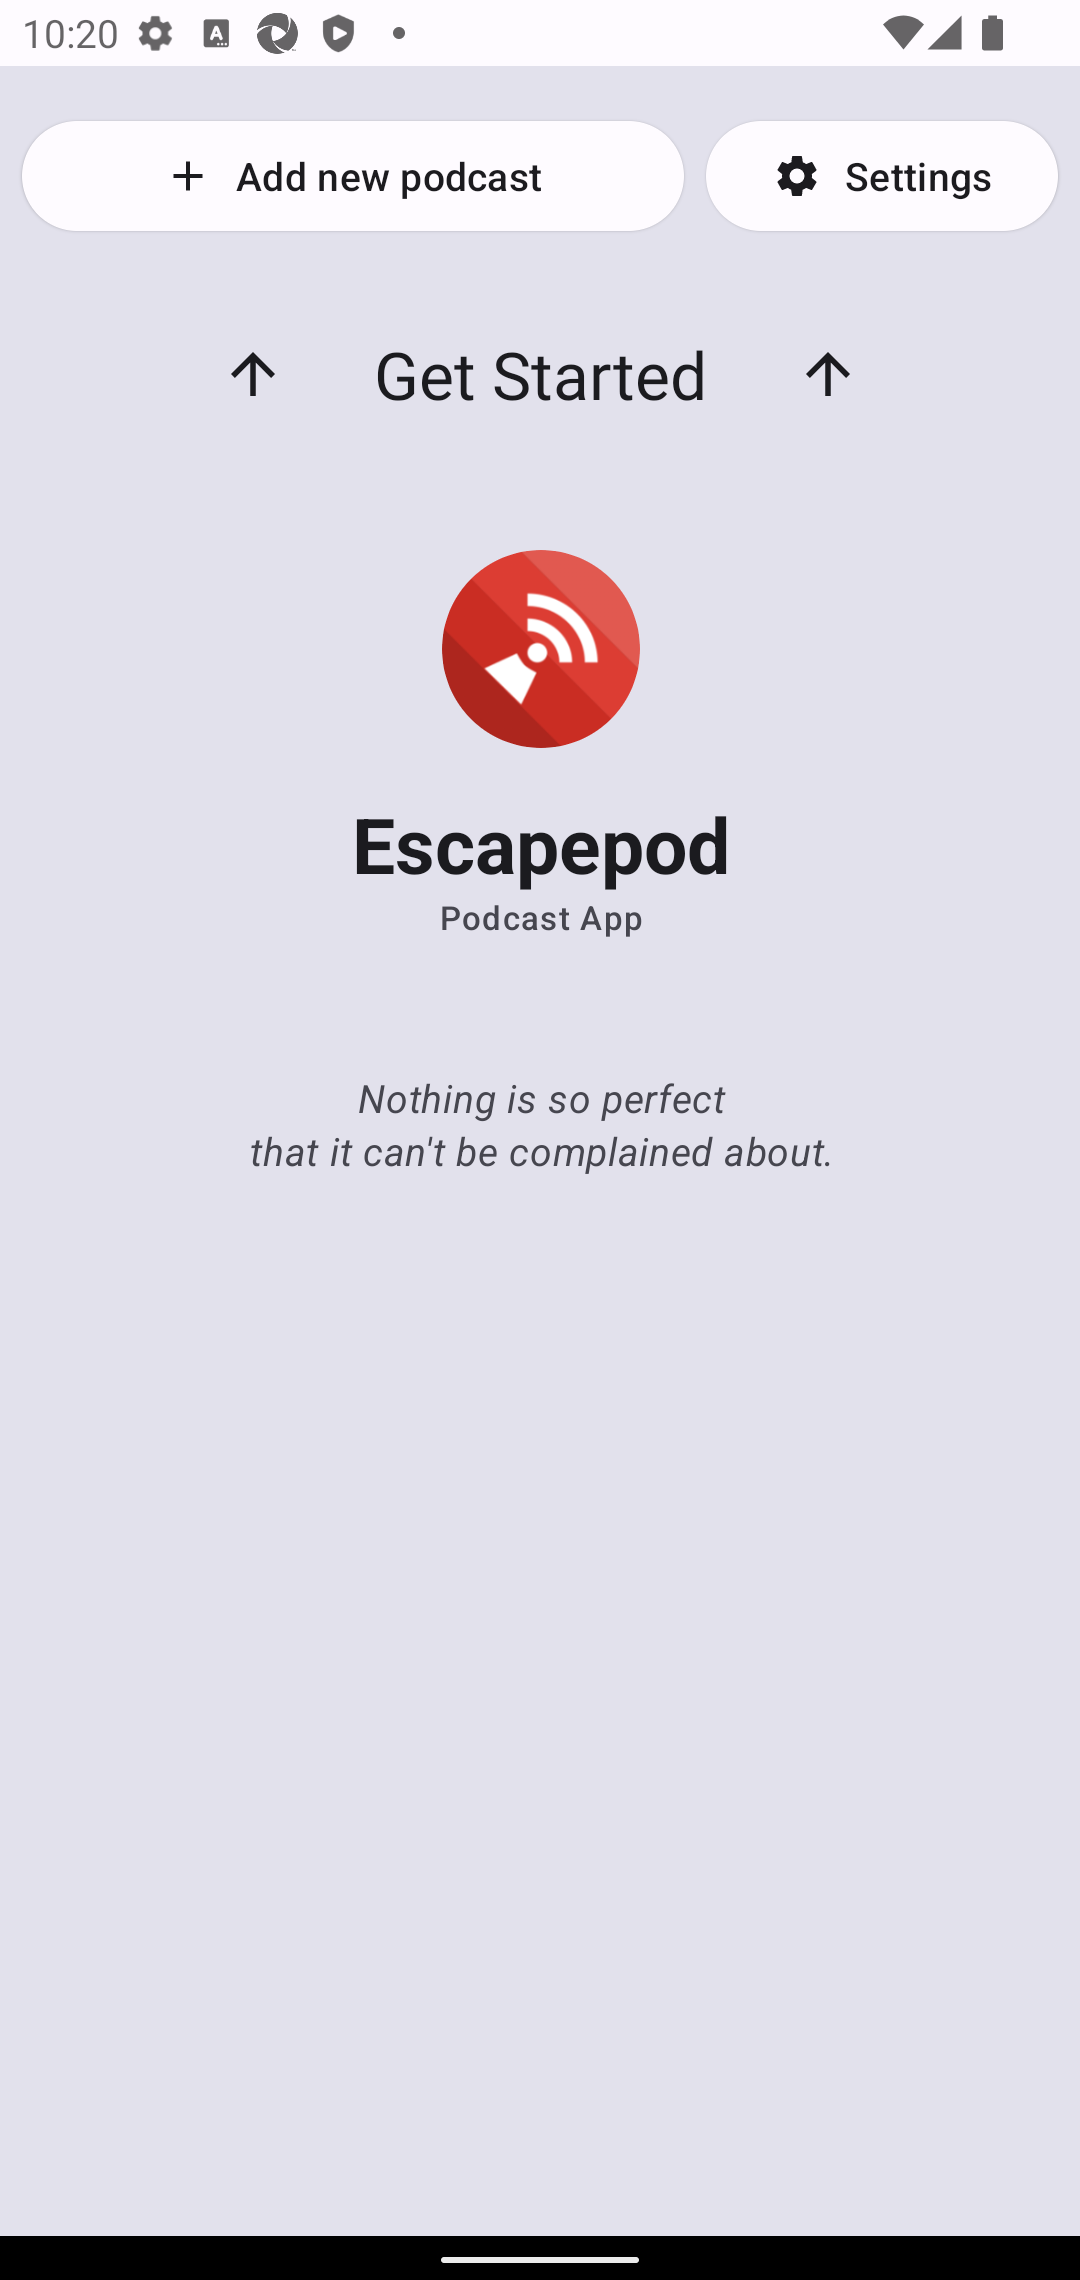 10:20
Add new podcast
Settings
Get Started
Escapepod
Podcast App
Nothing is so perfect
that it can't be complained about.